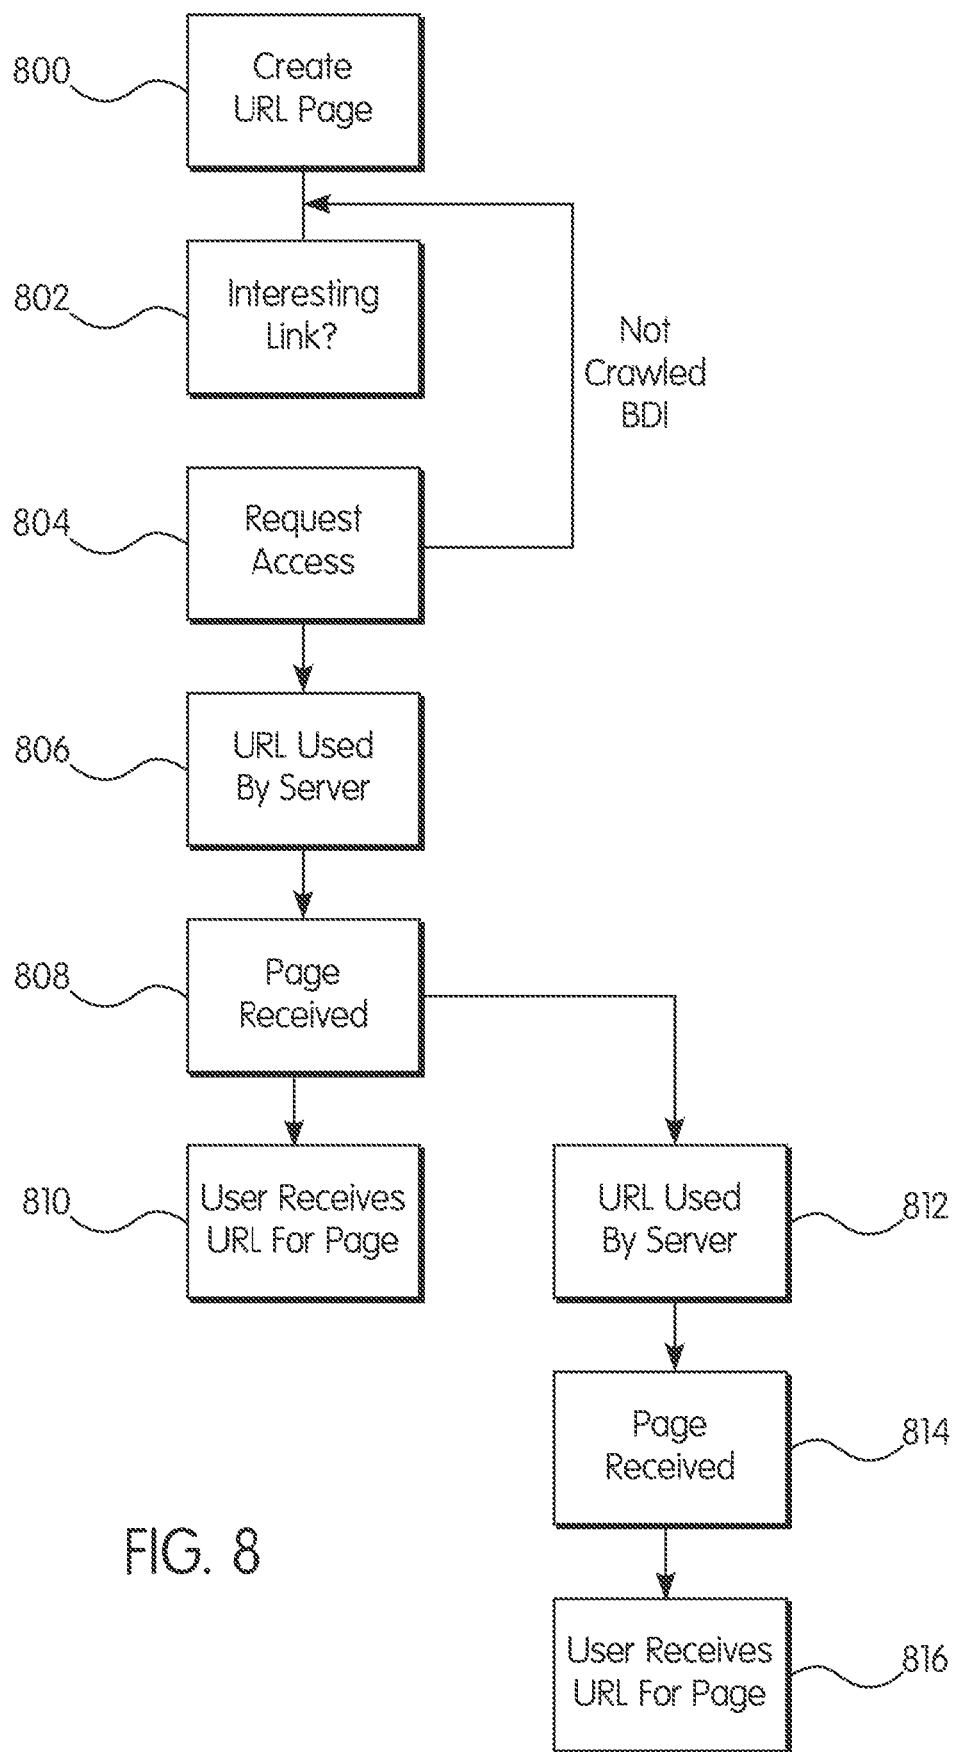 800
Create
URL Page
802
Interesting
Link?
Not
Crawled
BDI
804
Request
Access
806
URL Used
By Server
808
Page
Received
810
User Receives
URL For Page
URL Used
By Server
812
Page
Received
814
FIG. 8
User Receives
URL For Page
816